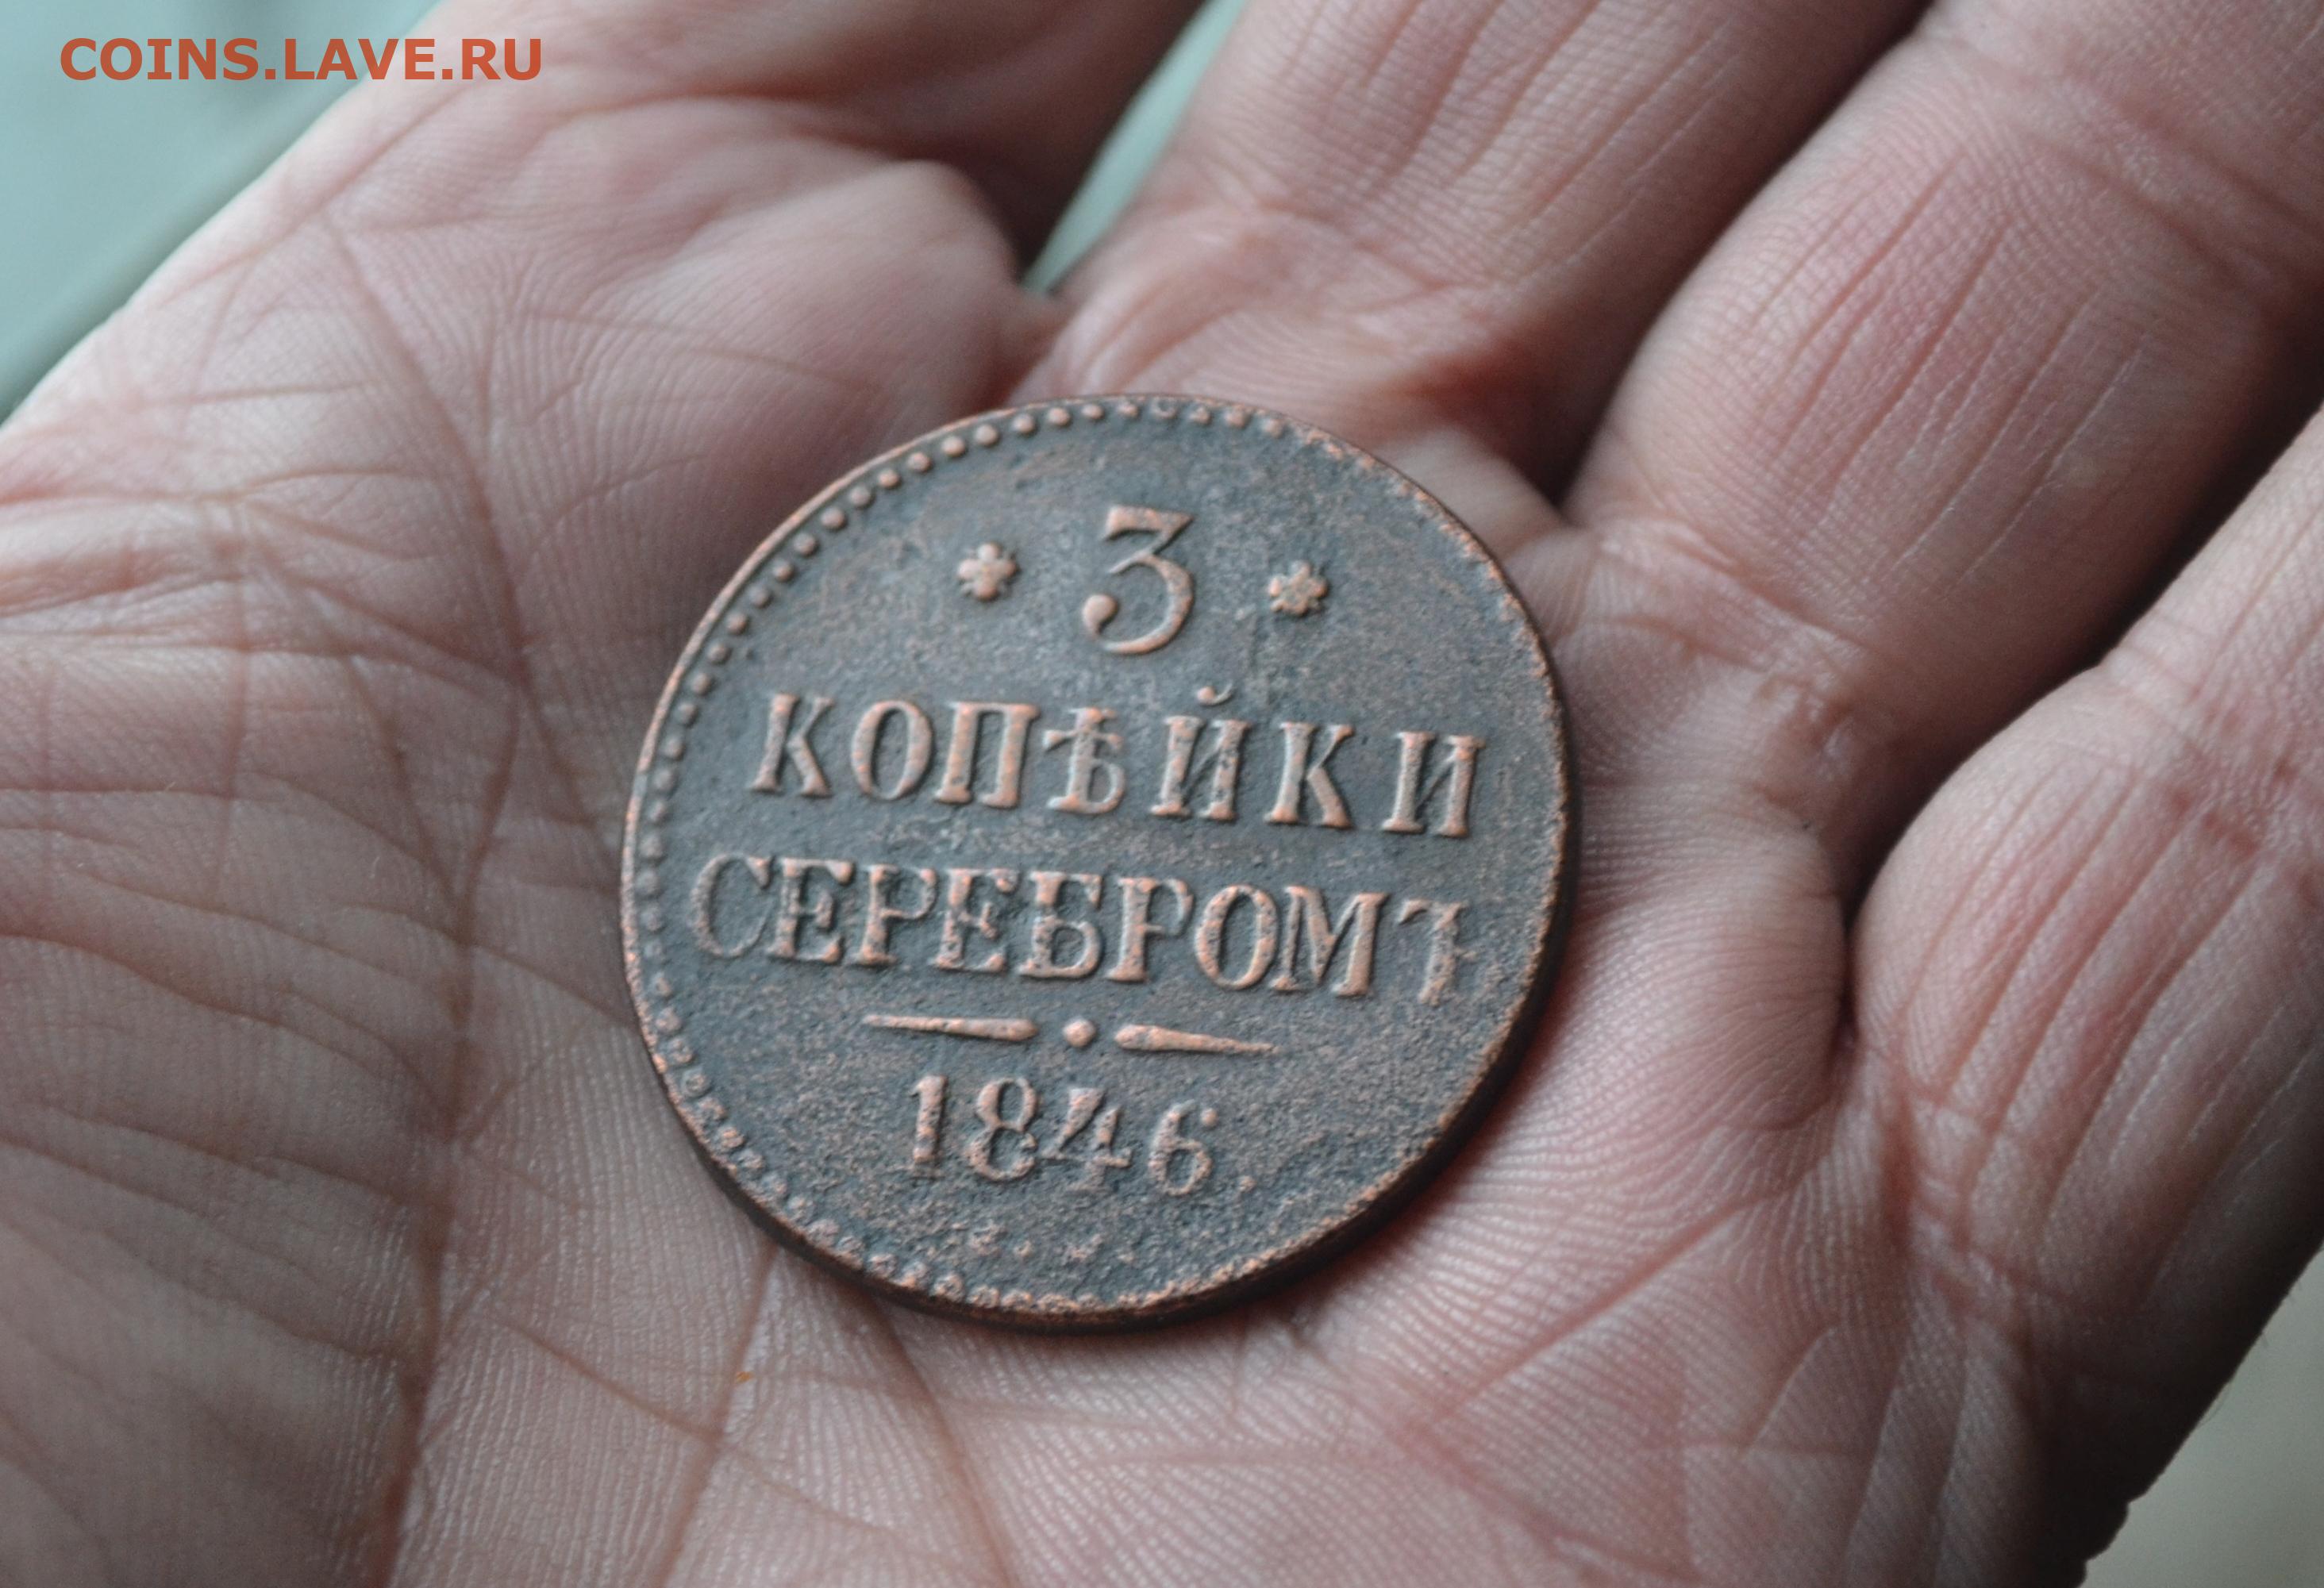 COINS.LAVE.RU
* 3 *
КОПѢЙКИ
СЕРЕБРОМЪ
1846.